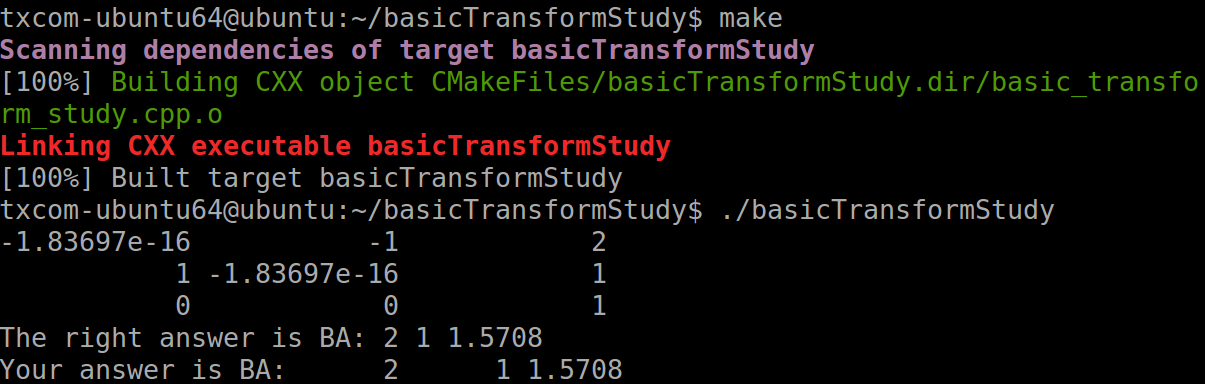 txcom-ubuntu64@ubuntu:~/basicTransformStudy$ make
Scanning dependencies of target basicTransformStudy
[100%] Building CXX object CMakeFiles/basicTransformStudy.dir/basic_transfo
rm_study.cpp.o
Linking CXX executable basicTransformStudy
[100%] Built target basicTransformStudy
txcom-ubuntu64@ubuntu:~/basicTransformStudy$ ./basicTransformStudy
-1.83697e-16           -1            2
           1 -1.83697e-16            1
           0            0            1
The right answer is BA: 2 1 1.5708
Your answer is BA:      2      1 1.5708